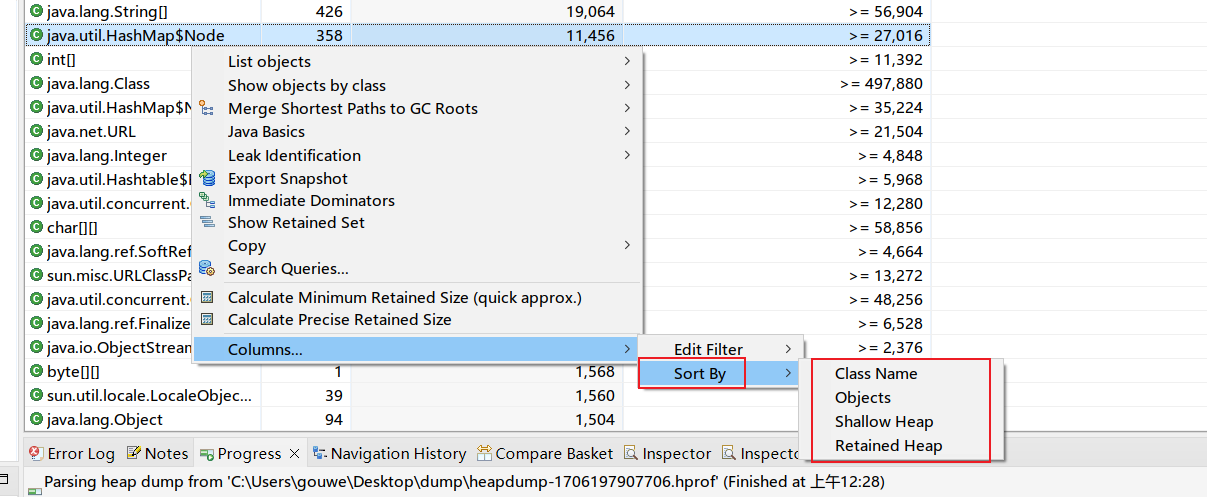 java.lang.String[] 426 19,064 >= 56,904
java.util.HashMap$Node 358 11,456 >= 27,016
int[] >= 11,392
java.lang.Class >= 497,880
java.util.HashMap$N >= 35,224
java.net.URL >= 21,504
java.lang.Integer >= 4,848
java.util.Hashtable$ >= 5,968
java.util.concurrent. >= 12,280
char[][] >= 58,856
java.lang.ref.SoftRef >= 4,664
sun.misc.URLClassPa >= 13,272
java.util.concurrent. >= 48,256
java.lang.ref.Finalize >= 6,528
java.io.ObjectStrean >= 2,376
byte[][] 1 1,568
sun.util.locale.LocaleObjec... 39 1,560
java.lang.Object 94 1,504
List objects
Show objects by class
Merge Shortest Paths to GC Roots
Java Basics
Leak Identification
Export Snapshot
Immediate Dominators
Show Retained Set
Copy
Search Queries...
Calculate Minimum Retained Size (quick approx.)
Calculate Precise Retained Size
Columns...
Edit Filter
Sort By
Class Name
Objects
Shallow Heap
Retained Heap
Error Log Notes Progress Navigation History Compare Basket Inspector Inspecto
Parsing heap dump from 'C:\Users\gouwe\Desktop\dump\heapdump-1706197907706.hprof' (Finished at 上午12:28)